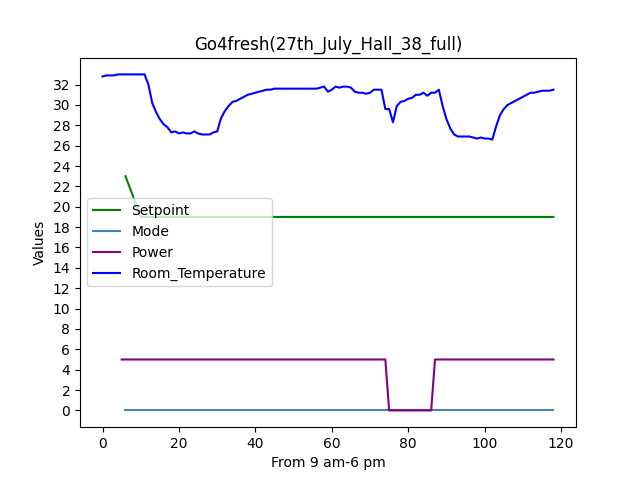 Go4fresh(27th_July_Hall_38_full)
32
30
28
26
24
22
20
18
16
14
12
10
8
6
4
2
0
Values
Setpoint
Mode
Power
Room_Temperature
0 20 40 60 80 100 120
From 9 am-6 pm